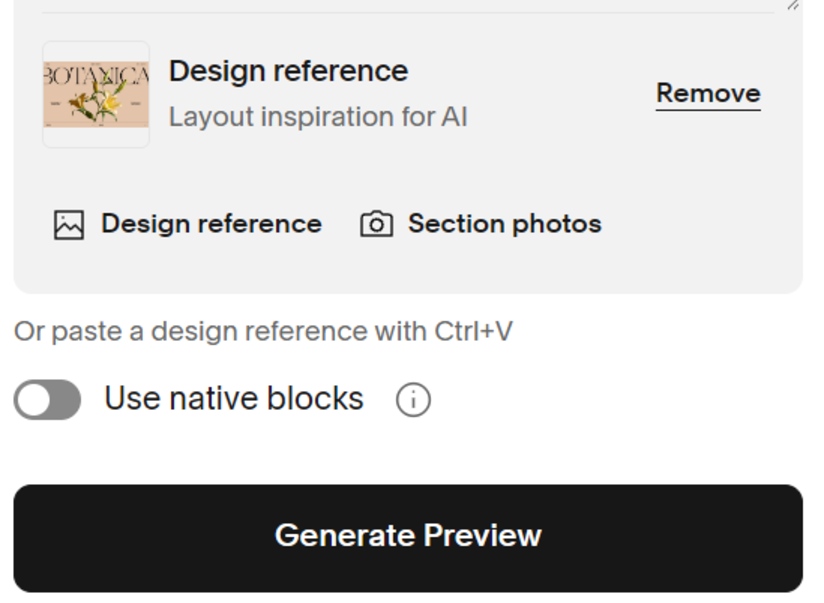 BOTANICA
Design reference
Layout inspiration for AI
Remove
Design reference
Section photos
Or paste a design reference with Ctrl+V
Use native blocks
Generate Preview